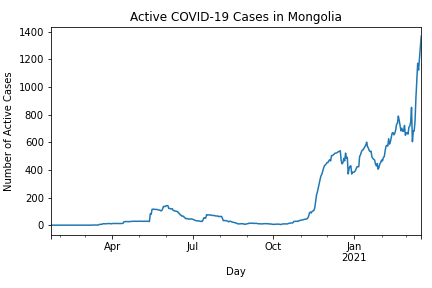 Active COVID-19 Cases in Mongolia
1400
1200
1000
800
600
400
200
0
Number of Active Cases
Apr
Jul
Oct
Jan
2021
Day